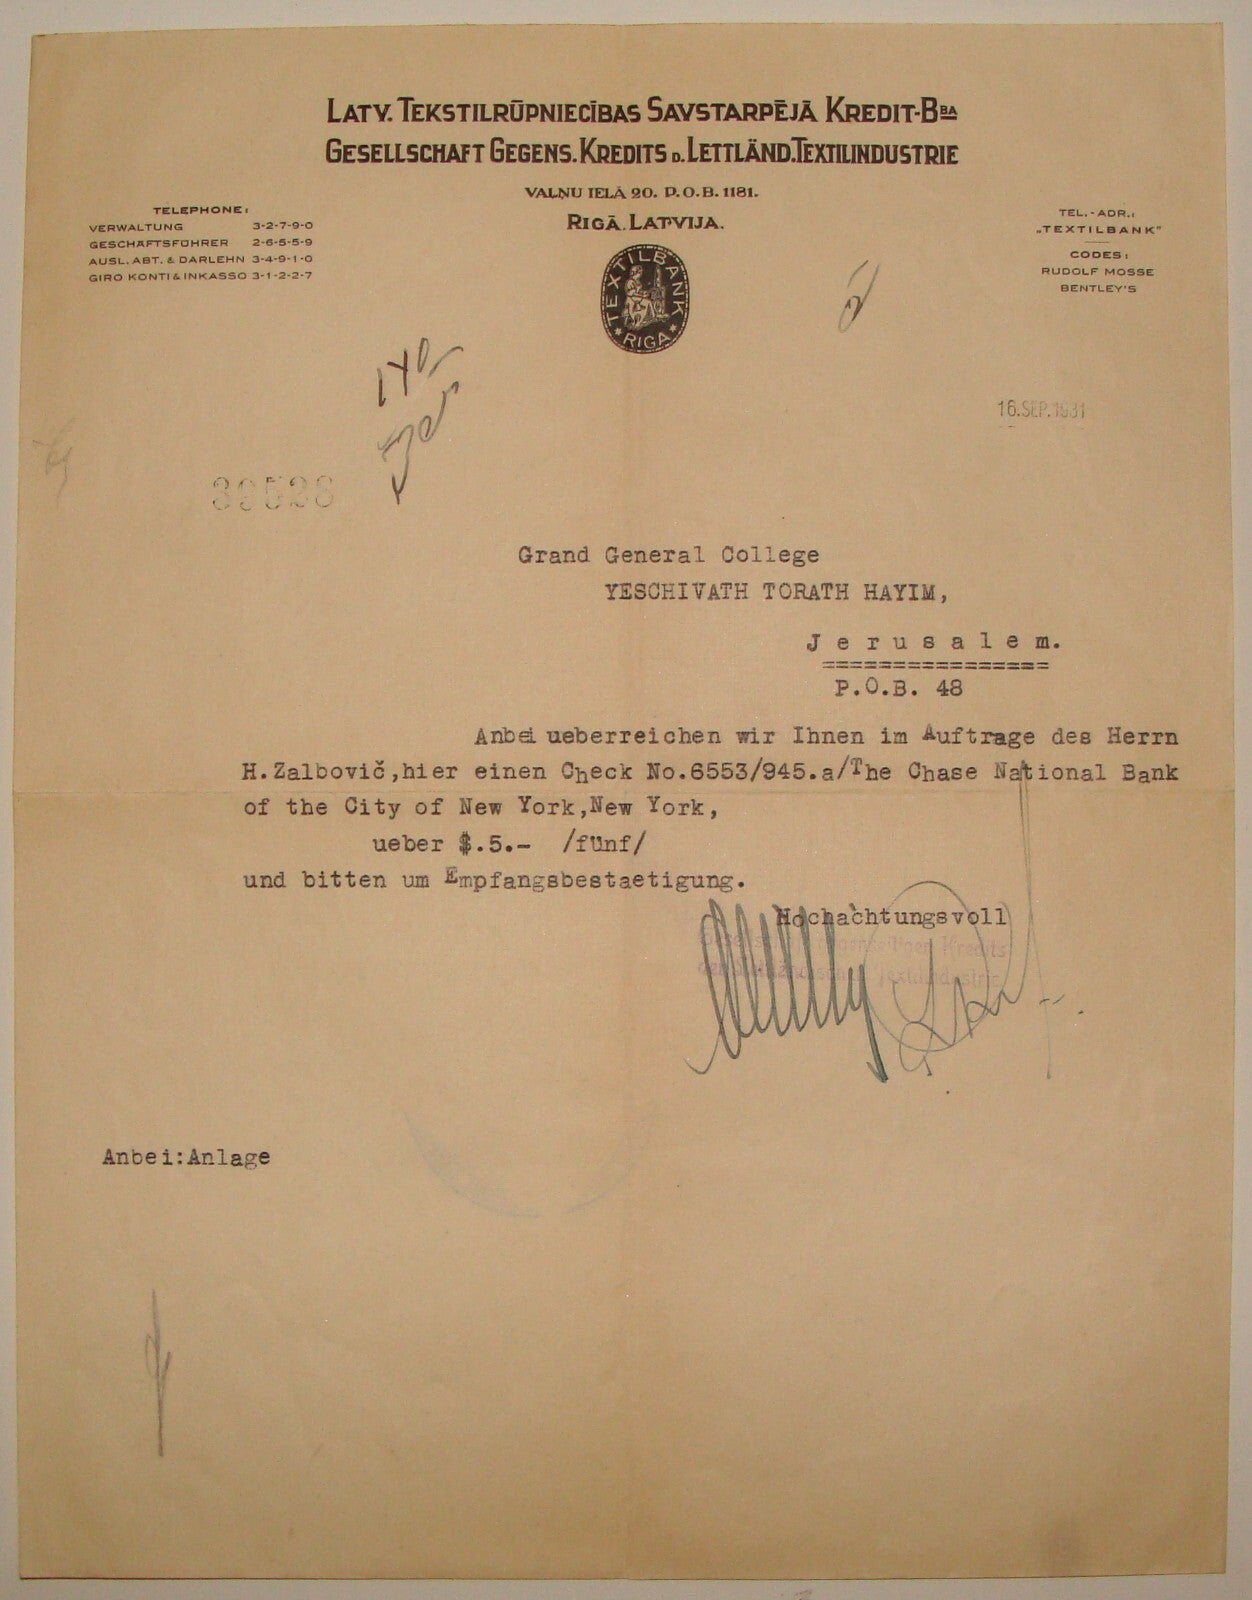 LATV. TEKSTILRŪPNIECĪBAS SAVSTARPĒJĀ KREDIT-BBA
GESELLSCHAFT GEGENS. KREDITS D. LETTLÄND. TEXTILINDUSTRIE
VAĻŅU IELĀ 20. P.O.B. 1181.
RIGĀ. LATVIJA.
TELEPHONE:
VERWALTUNG 3-2-7-9-0
GESCHÄFTSFÜHRER 2-6-5-5-9
AUSL. ABT. & DARLEHN 3-4-9-1-0
GIRO KONTI & INKASSO 3-1-2-2-7
TEL.-ADR.:
„TEXTILBANK"
CODES:
RUDOLF MOSSE
BENTLEY'S
TEXTILBANK
* RIGA *
140
16. SEP. 1931
39528
Grand General College
YESCHIVATH TORATH HAYIM,
Jerusalem.
================
P.O.B. 48
Anbei ueberreichen wir Ihnen im Auftrage des Herrn
H.Zalbovič,hier einen Check No.6553/945.a/The Chase National Bank
of the City of New York,New York,
ueber $.5.- /fünf/
und bitten um Empfangsbestaetigung.
Hochachtungsvoll
Kredits
Textilindustrie
Anbei:Anlage